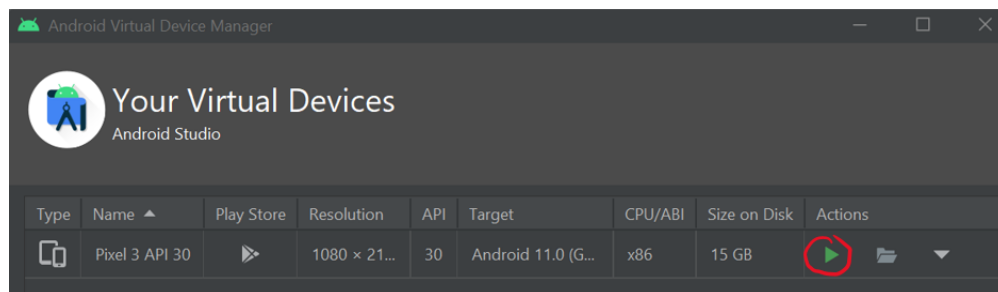 Android Virtual Device Manager
Your Virtual Devices
Android Studio
Type Name Play Store Resolution API Target CPU/ABI Size on Disk Actions
Pixel 3 API 30 1080 × 21... 30 Android 11.0 (G... x86 15 GB